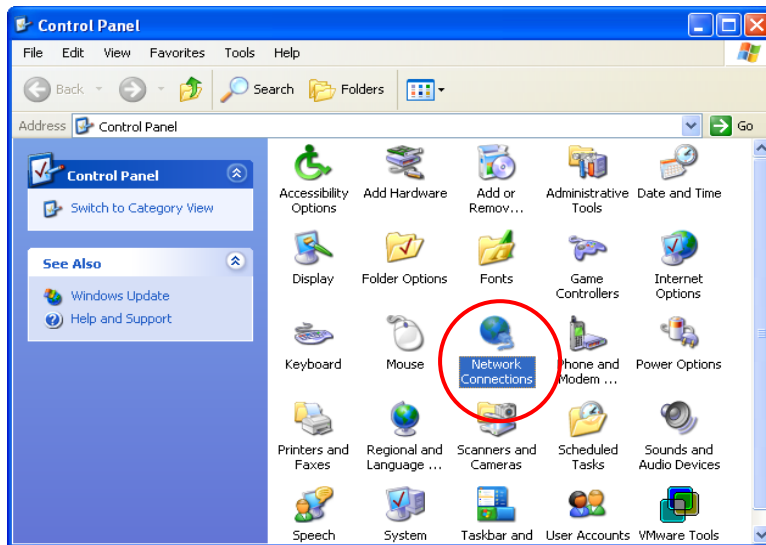 Control Panel
File Edit View Favorites Tools Help
Back Search Folders
Address Control Panel Go
Control Panel
Switch to Category View
See Also
Windows Update
Help and Support
Accessibility Options
Add Hardware
Add or Remov...
Administrative Tools
Date and Time
Display
Folder Options
Fonts
Game Controllers
Internet Options
Keyboard
Mouse
Network Connections
Phone and Modem ...
Power Options
Printers and Faxes
Regional and Language ...
Scanners and Cameras
Scheduled Tasks
Sounds and Audio Devices
Speech
System
Taskbar and
User Accounts
VMware Tools